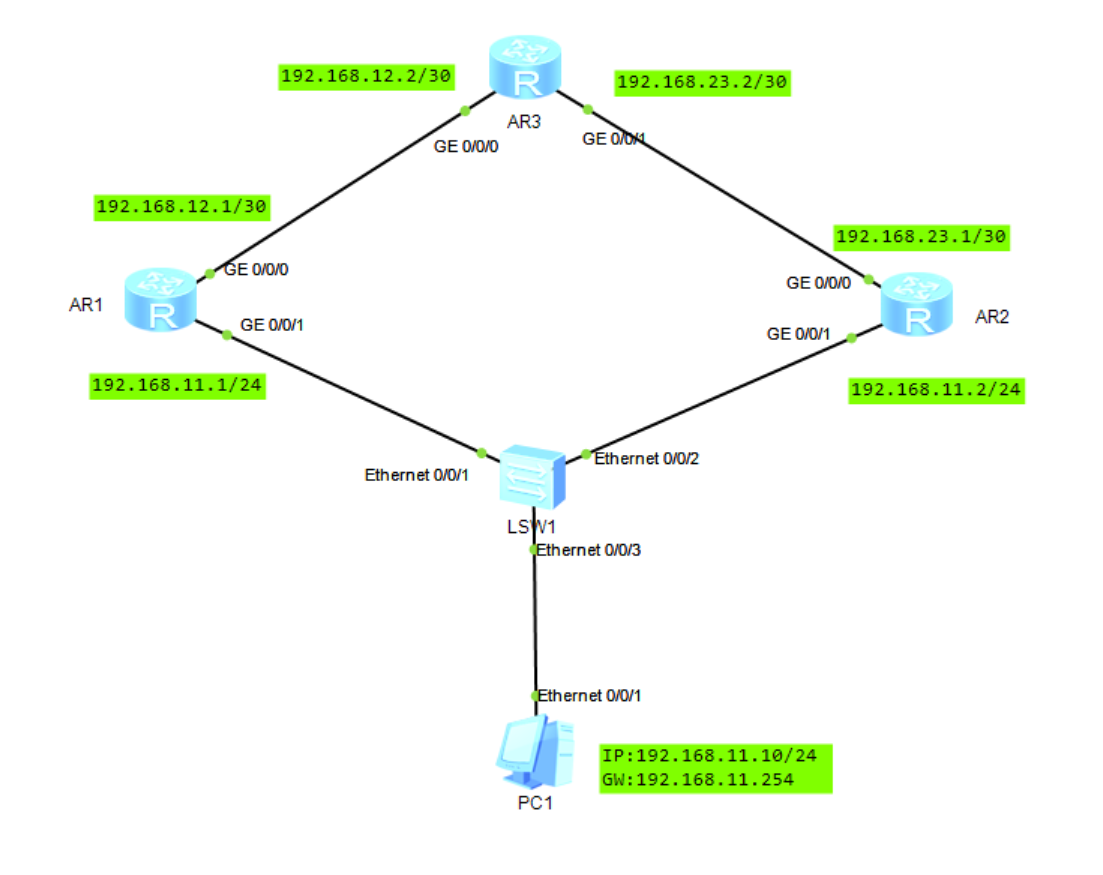 192.168.12.2/30
192.168.23.2/30
R
AR3
GE 0/0/0
GE 0/0/1
192.168.12.1/30
192.168.23.1/30
GE 0/0/0
GE 0/0/0
AR1
R
GE 0/0/1
GE 0/0/1
R
AR2
192.168.11.1/24
192.168.11.2/24
Ethernet 0/0/1
Ethernet 0/0/2
LSW1
Ethernet 0/0/3
Ethernet 0/0/1
IP:192.168.11.10/24
GW:192.168.11.254
PC1